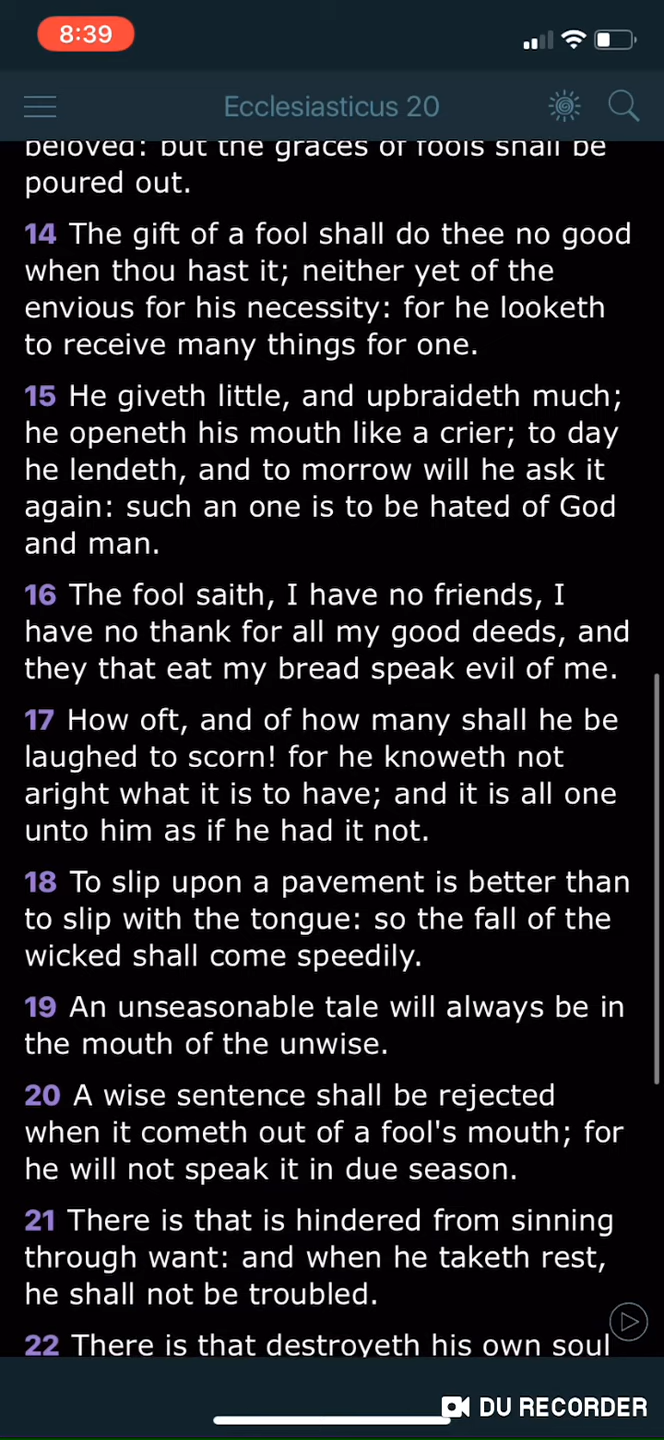 8:39
Ecclesiasticus 20
beloved: but the graces of fools shall be
poured out.
14 The gift of a fool shall do thee no good
when thou hast it; neither yet of the
envious for his necessity: for he looketh
to receive many things for one.
15 He giveth little, and upbraideth much;
he openeth his mouth like a crier; to day
he lendeth, and to morrow will he ask it
again: such an one is to be hated of God
and man.
16 The fool saith, I have no friends, I
have no thank for all my good deeds, and
they that eat my bread speak evil of me.
17 How oft, and of how many shall he be
laughed to scorn! for he knoweth not
aright what it is to have; and it is all one
unto him as if he had it not.
18 To slip upon a pavement is better than
to slip with the tongue: so the fall of the
wicked shall come speedily.
19 An unseasonable tale will always be in
the mouth of the unwise.
20 A wise sentence shall be rejected
when it cometh out of a fool's mouth; for
he will not speak it in due season.
21 There is that is hindered from sinning
through want: and when he taketh rest,
he shall not be troubled.
22 There is that destroyeth his own soul
DU RECORDER